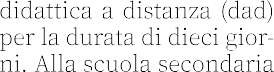 didattica a distanza (dad)
per la durata di dieci gior-
ni. Alla scuola secondaria